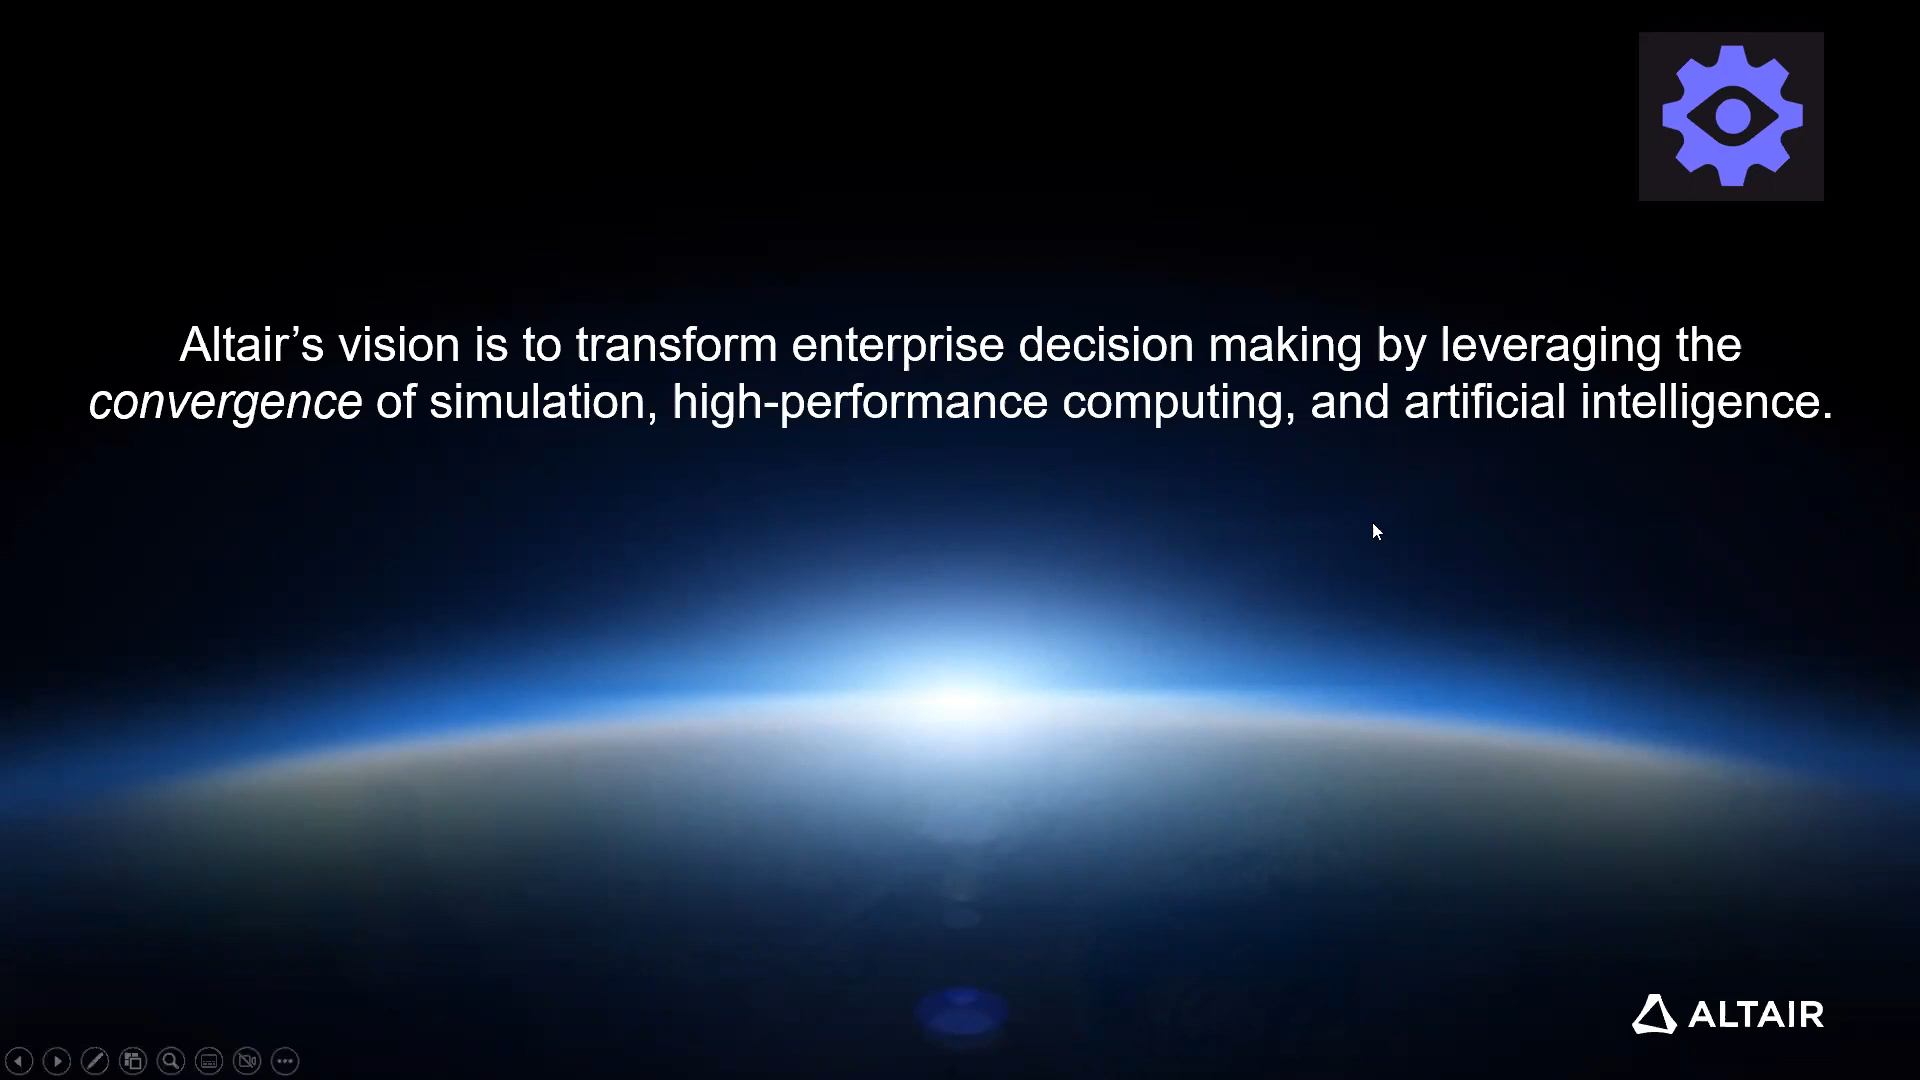 Altair’s vision is to transform enterprise decision making by leveraging the
convergence of simulation, high-performance computing, and artificial intelligence.
ALTAIR